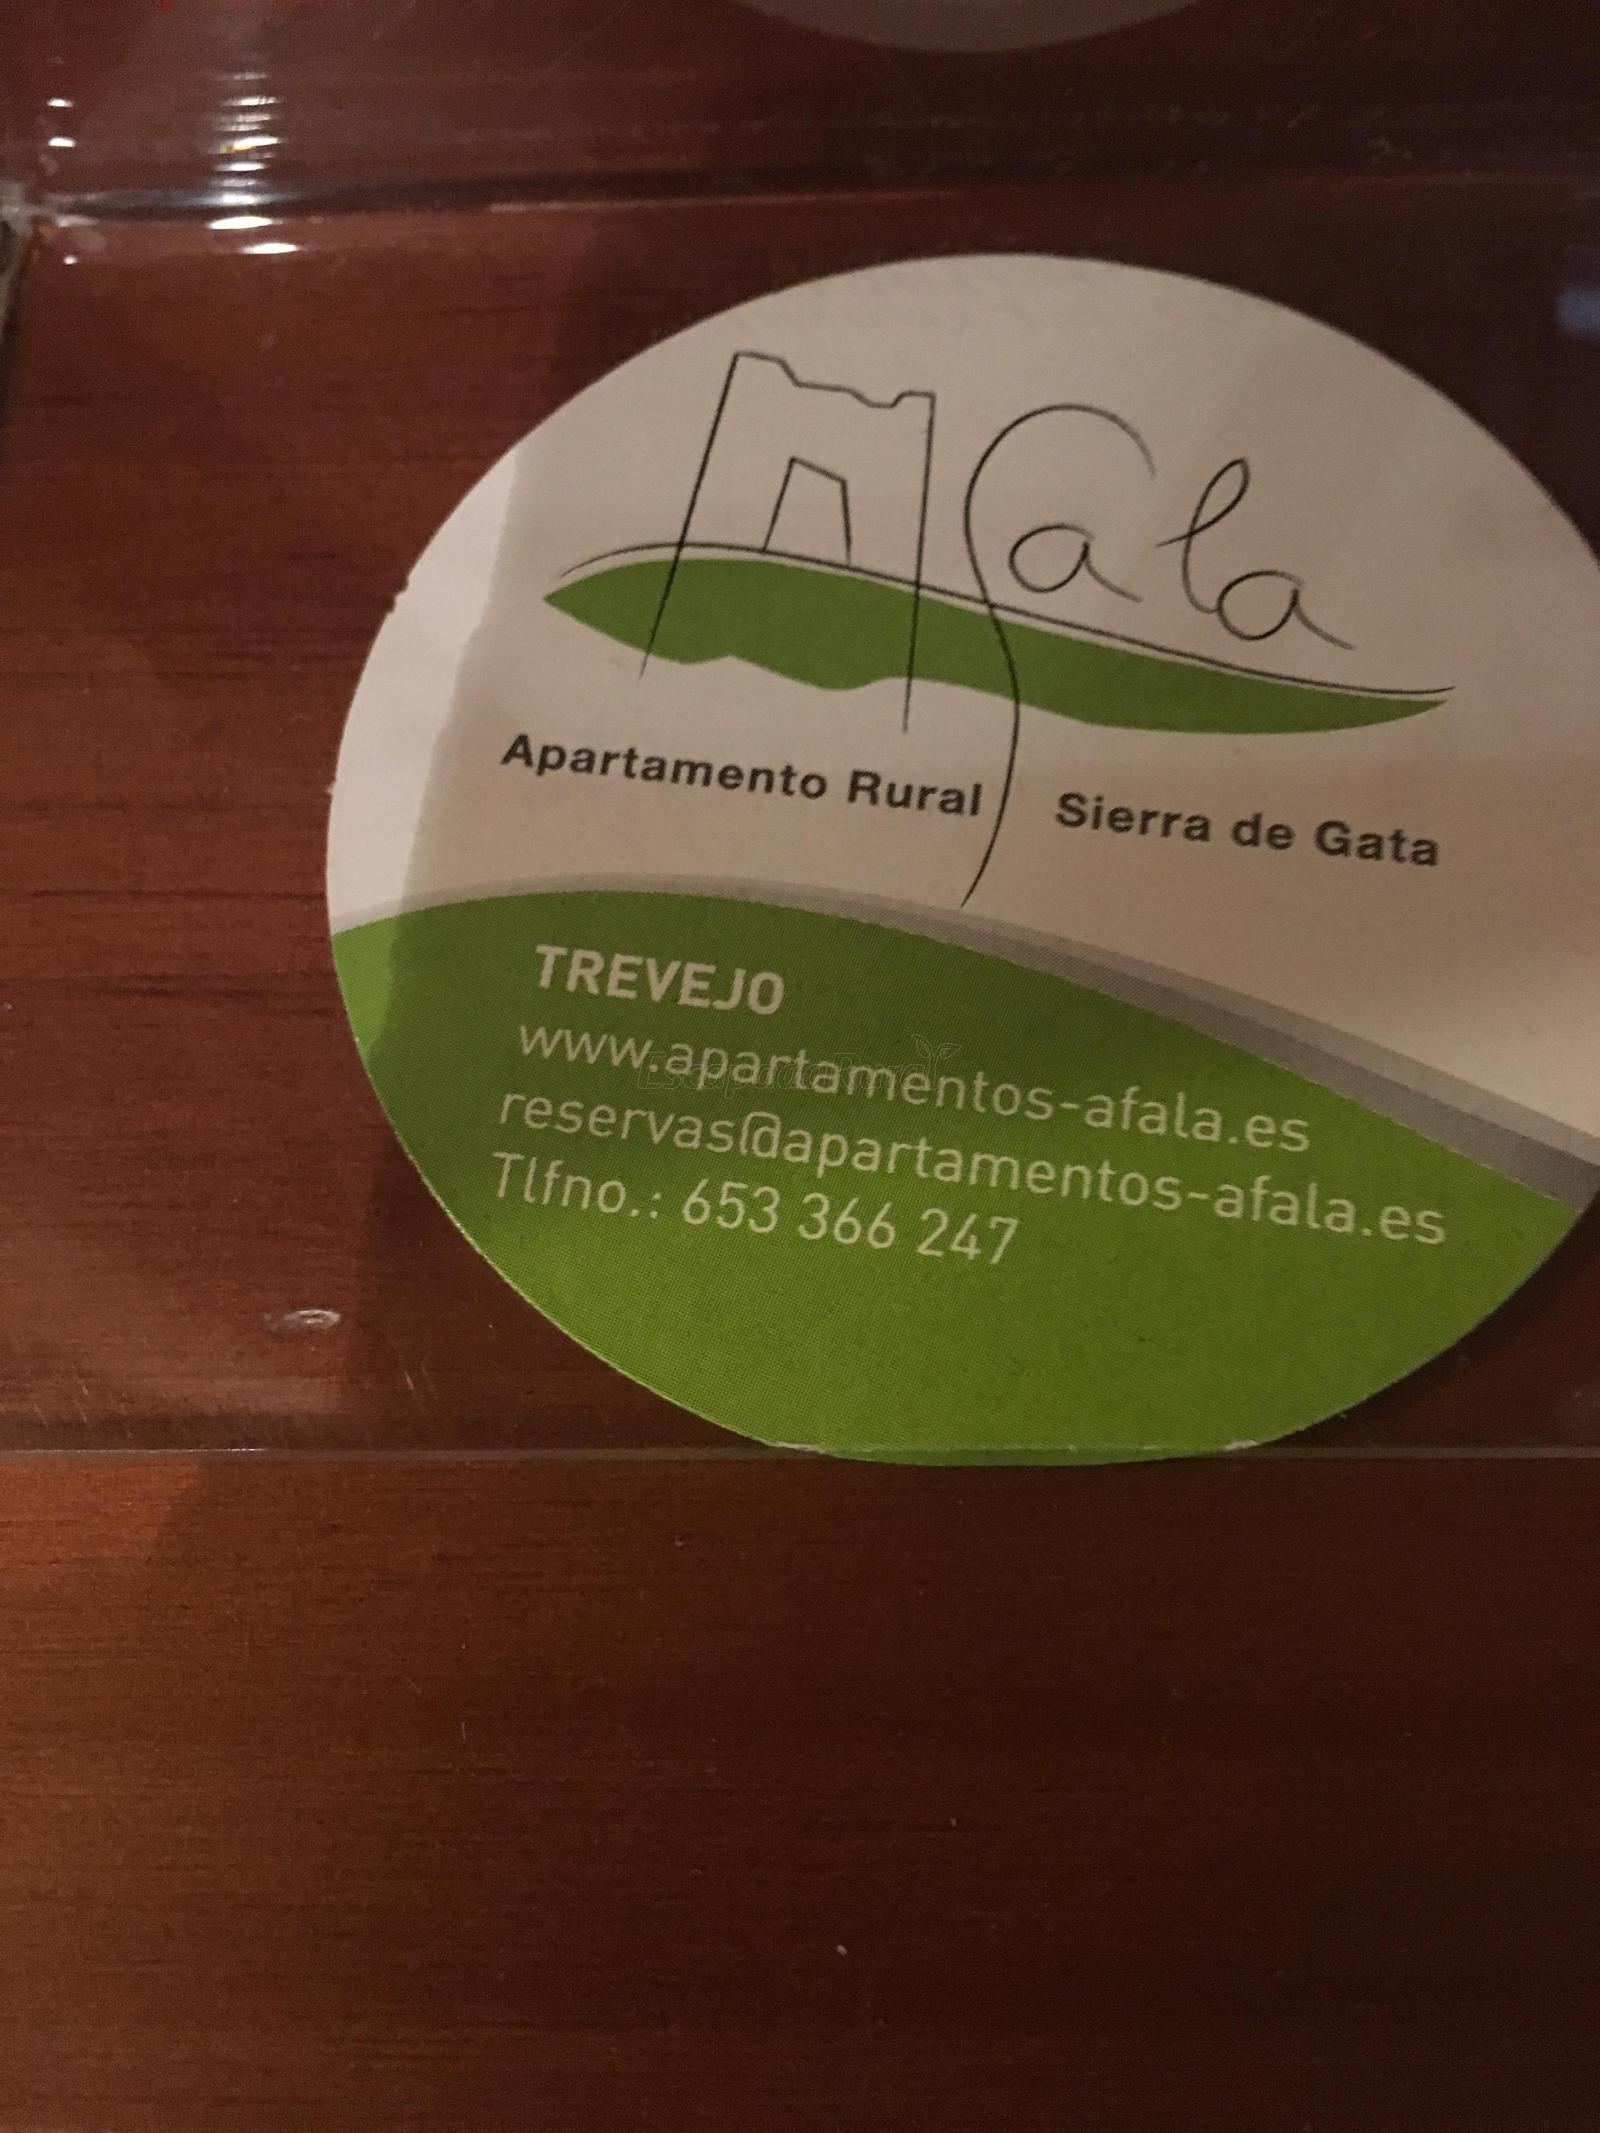 Afala
Apartamento Rural Sierra de Gata
TREVEJO
www.apartamentos-afala.es
EscapadaRural
reservas@apartamentos-afala.es
Tlfno.: 653 366 247